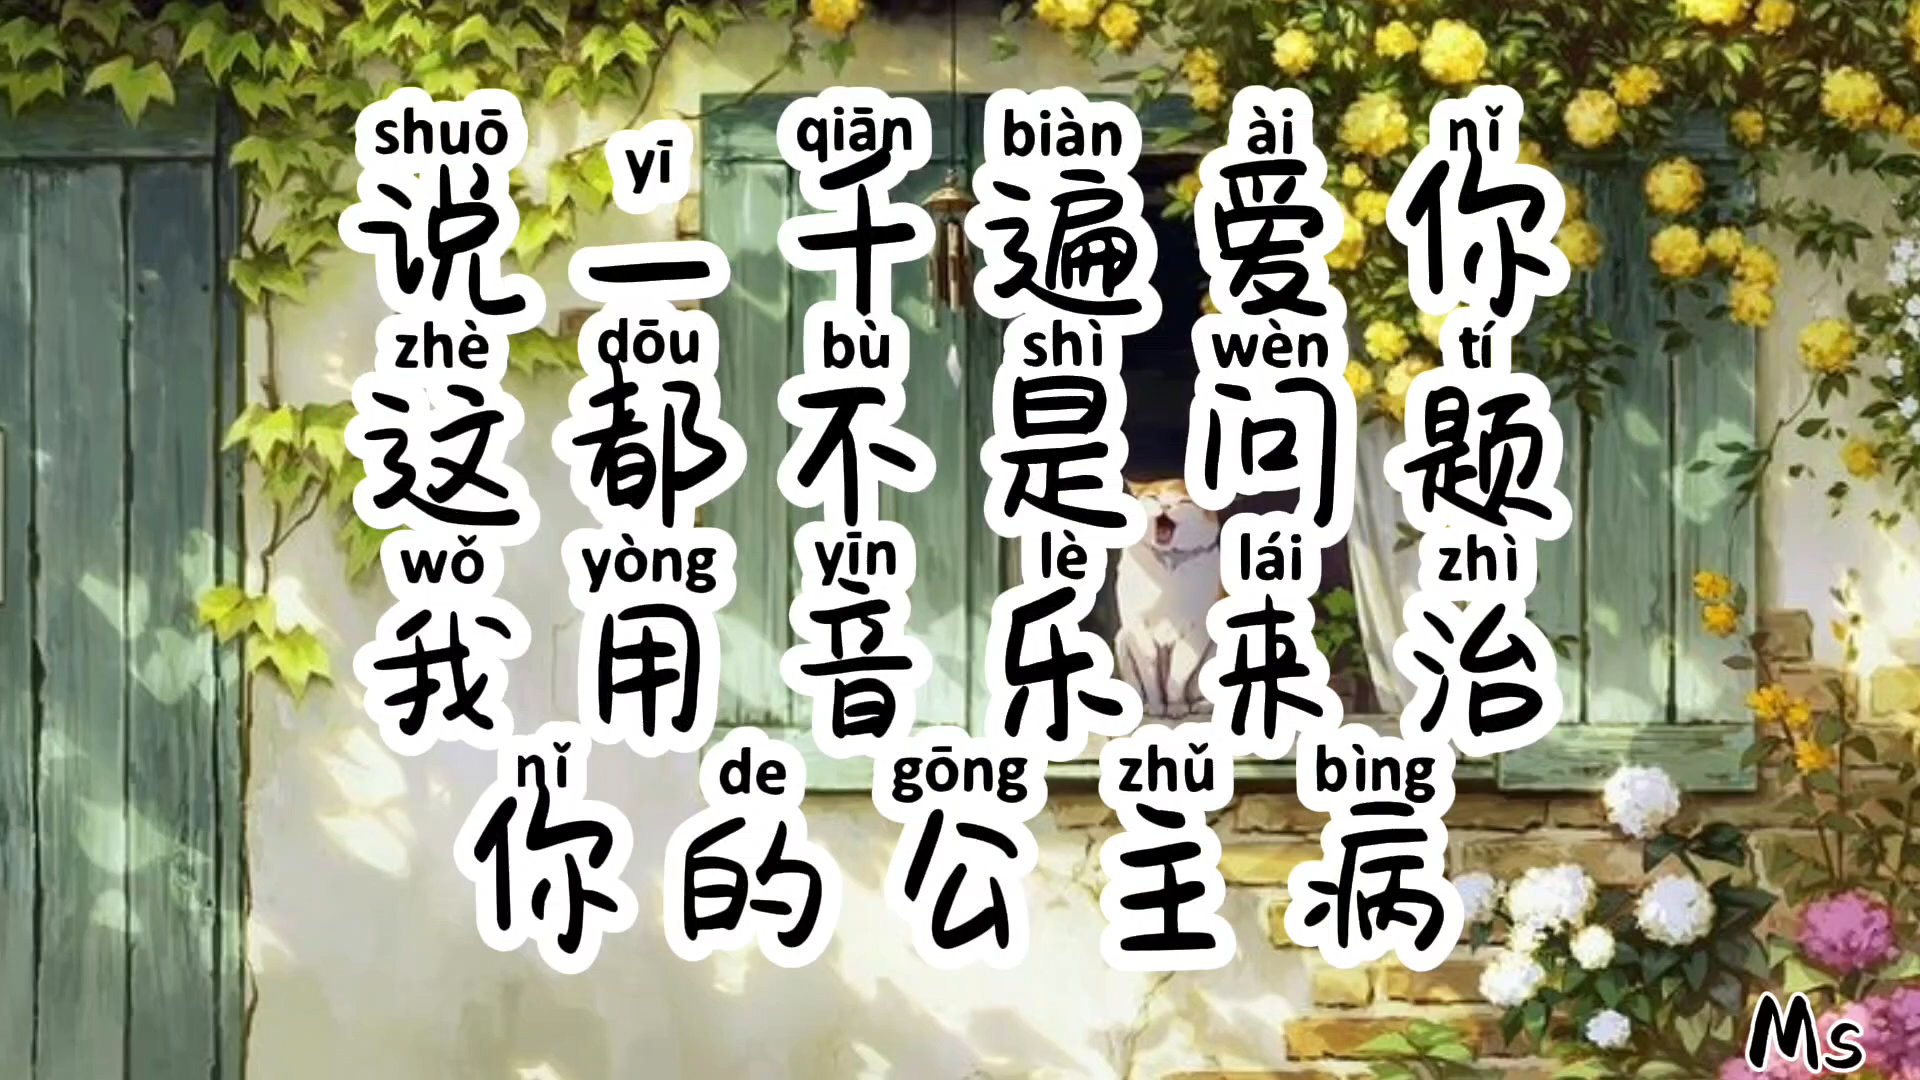 shuō yī qiān biàn ài nǐ
说一千遍爱你
zhè dōu bù shì wèn tí
这都不是问题
wǒ yòng yīn lè lái zhì
我用音乐来治
nǐ de gōng zhǔ bìng
你的公主病
Ms